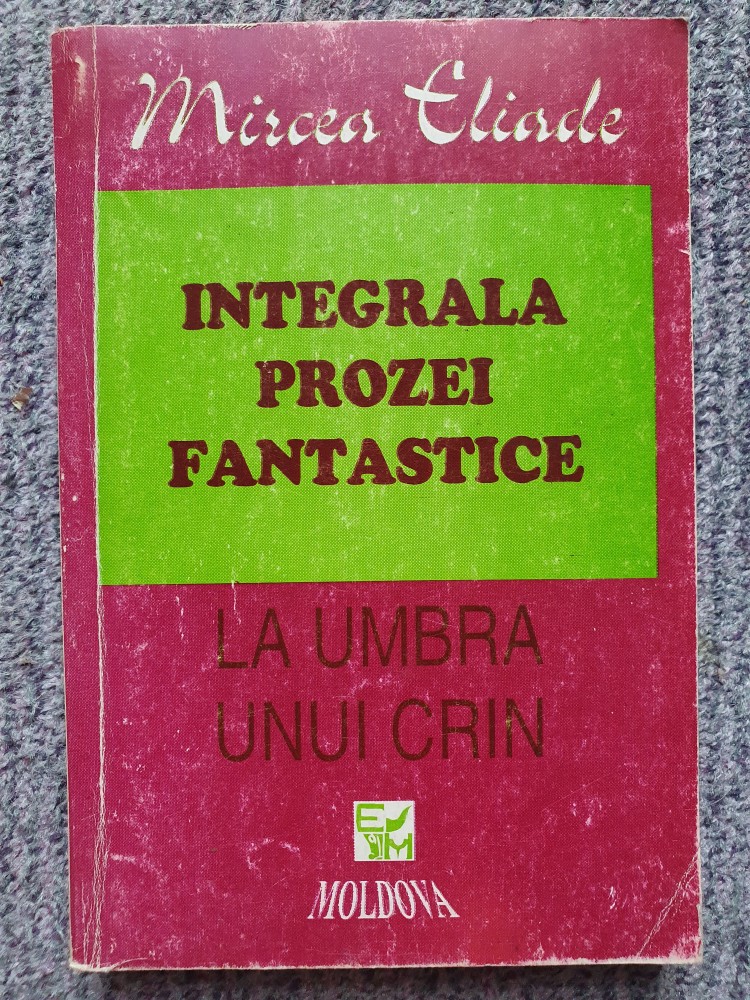 Mircea Eliade
INTEGRALA
PROZEI
FANTASTICE
LA UMBRA
UNUI CRIN
E
M
MOLDOVA